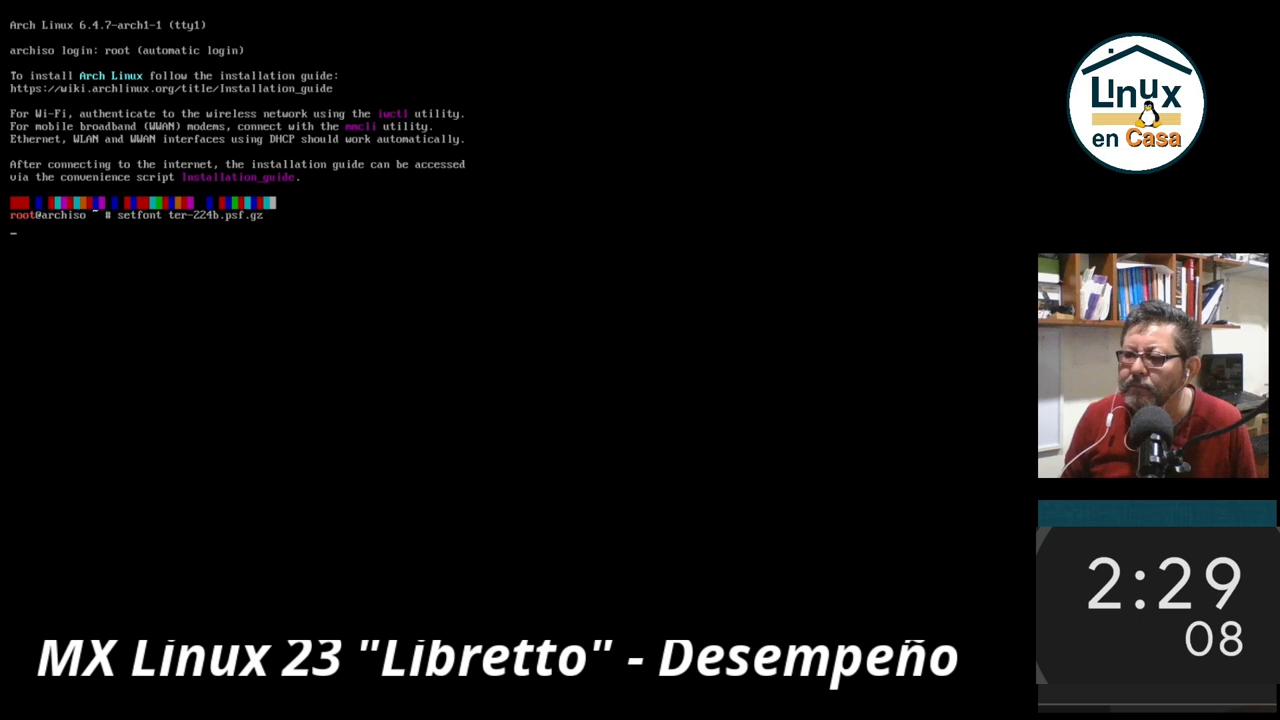 Arch Linux 6.4.7-arch1-1 (tty1)
archiso login: root (automatic login)
To install Arch Linux follow the installation guide:
https://wiki.archlinux.org/title/Installation_guide
For Wi-Fi, authenticate to the wireless network using the iwctl utility.
For mobile broadband (WWAN) modems, connect with the mmcli utility.
Ethernet, WLAN and WWAN interfaces using DHCP should work automatically.
After connecting to the internet, the installation guide can be accessed
via the convenience script Installation_guide.
root@archiso ~ # setfont ter-224b.psf.gz
Linux
en Casa
2:29
08
MX Linux 23 "Libretto" - Desempeño